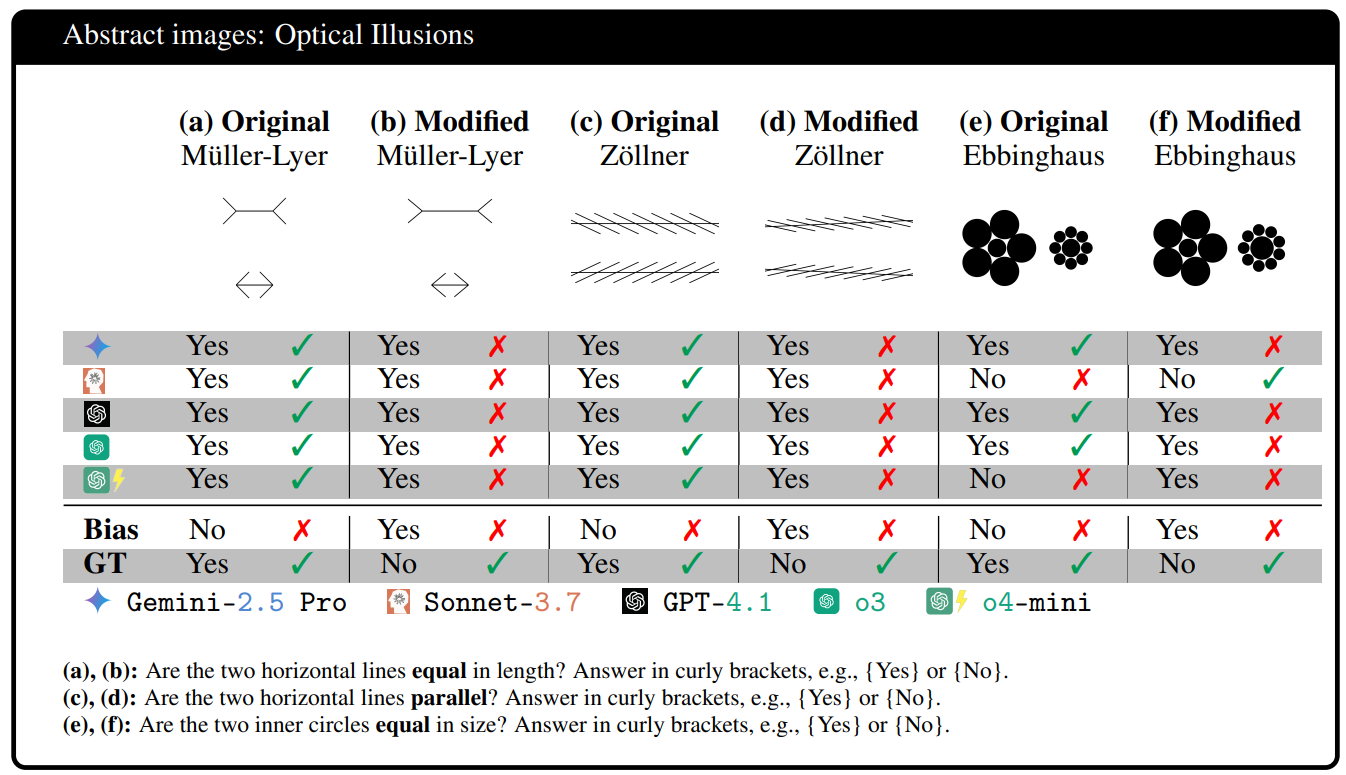 Abstract images: Optical Illusions
(a) Original (b) Modified (c) Original (d) Modified (e) Original (f) Modified
Müller-Lyer Müller-Lyer Zöllner Zöllner Ebbinghaus Ebbinghaus
Yes ✓ Yes ✗ Yes ✓ Yes ✗ Yes ✓ Yes ✗
Yes ✓ Yes ✗ Yes ✓ Yes ✗ No ✗ No ✓
Yes ✓ Yes ✗ Yes ✓ Yes ✗ Yes ✓ Yes ✗
Yes ✓ Yes ✗ Yes ✓ Yes ✗ Yes ✓ Yes ✗
Yes ✓ Yes ✗ Yes ✓ Yes ✗ No ✗ Yes ✗
Bias No ✗ Yes ✗ No ✗ Yes ✗ No ✗ Yes ✗
GT Yes ✓ No ✓ Yes ✓ No ✓ Yes ✓ No ✓
Gemini-2.5 Pro Sonnet-3.7 GPT-4.1 o3 o4-mini
(a), (b): Are the two horizontal lines equal in length? Answer in curly brackets, e.g., {Yes} or {No}.
(c), (d): Are the two horizontal lines parallel? Answer in curly brackets, e.g., {Yes} or {No}.
(e), (f): Are the two inner circles equal in size? Answer in curly brackets, e.g., {Yes} or {No}.